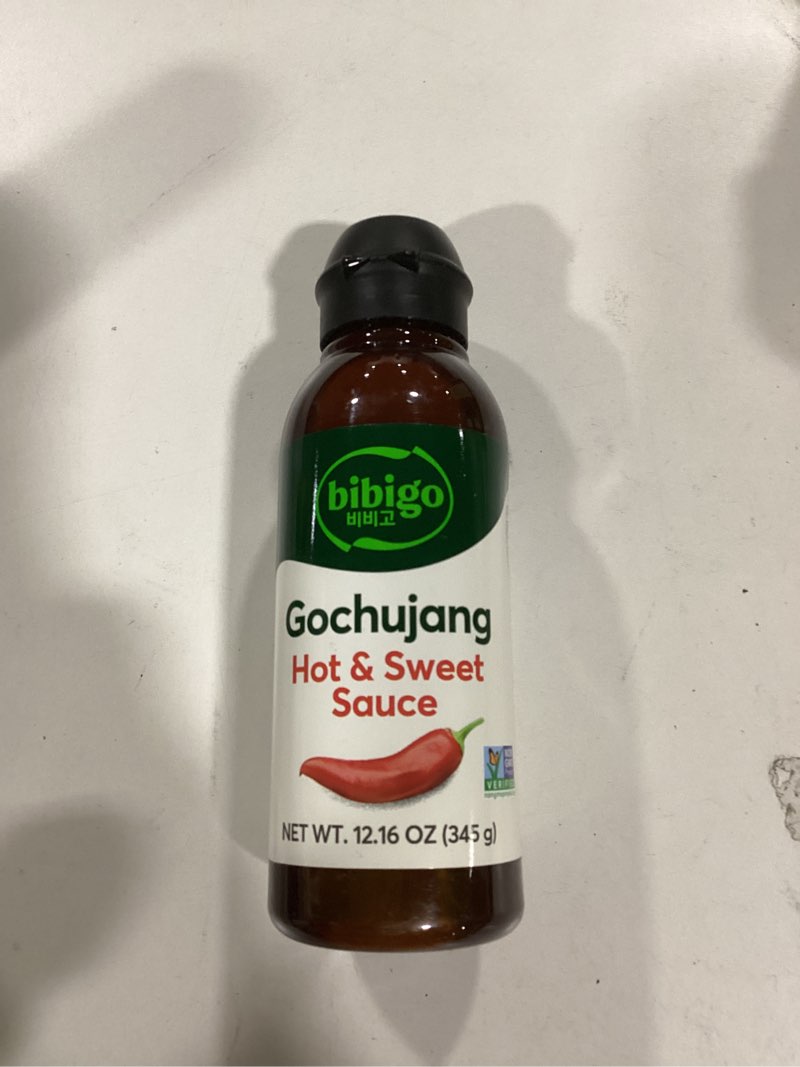 bibigo
비비고
Gochujang
Hot & Sweet
Sauce
NET WT. 12.16 OZ (345 g)